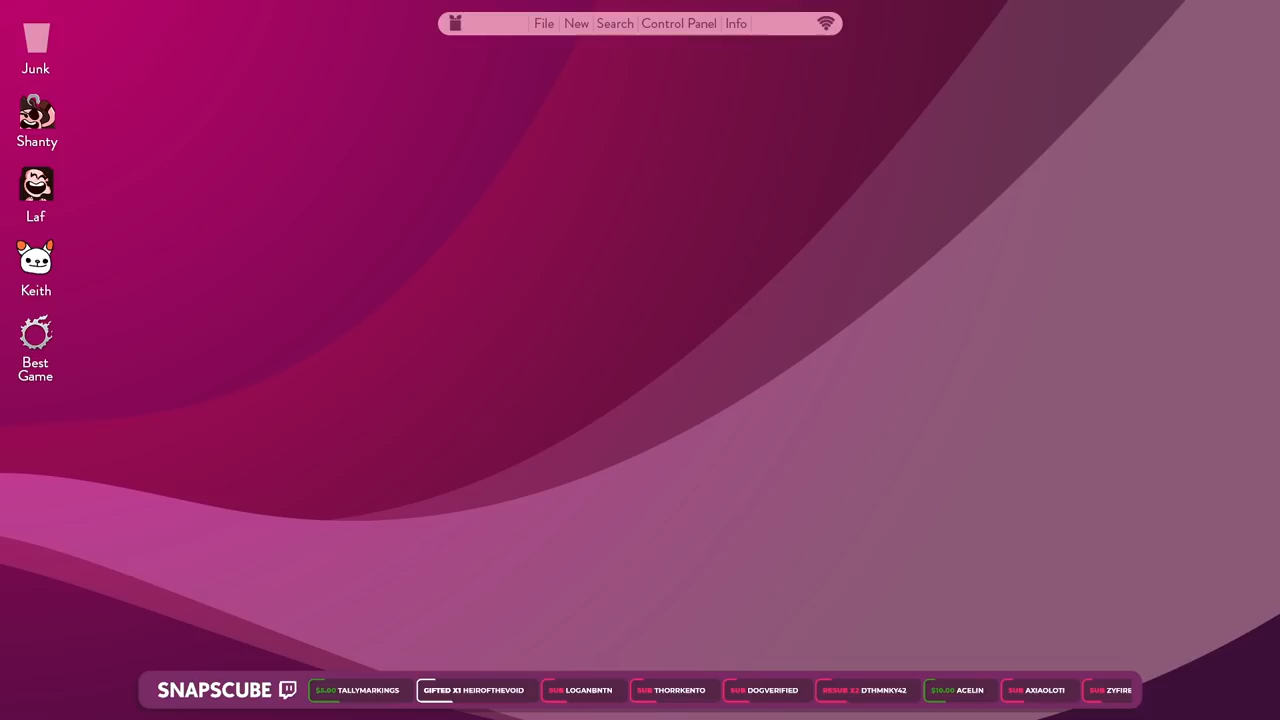 File New Search Control Panel Info
Junk
Shanty
Laf
Keith
Best
Game
SNAPSCUBE $5.00 TALLYMARKINGS GIFTED X1 HEIROFTHEVOID SUB LOGANBNTN SUB THORRKENTO SUB DOGVERIFIED RESUB X2 DTHMNKY42 $10.00 ACELIN SUB AXIAOLOTI SUB ZYFIRE